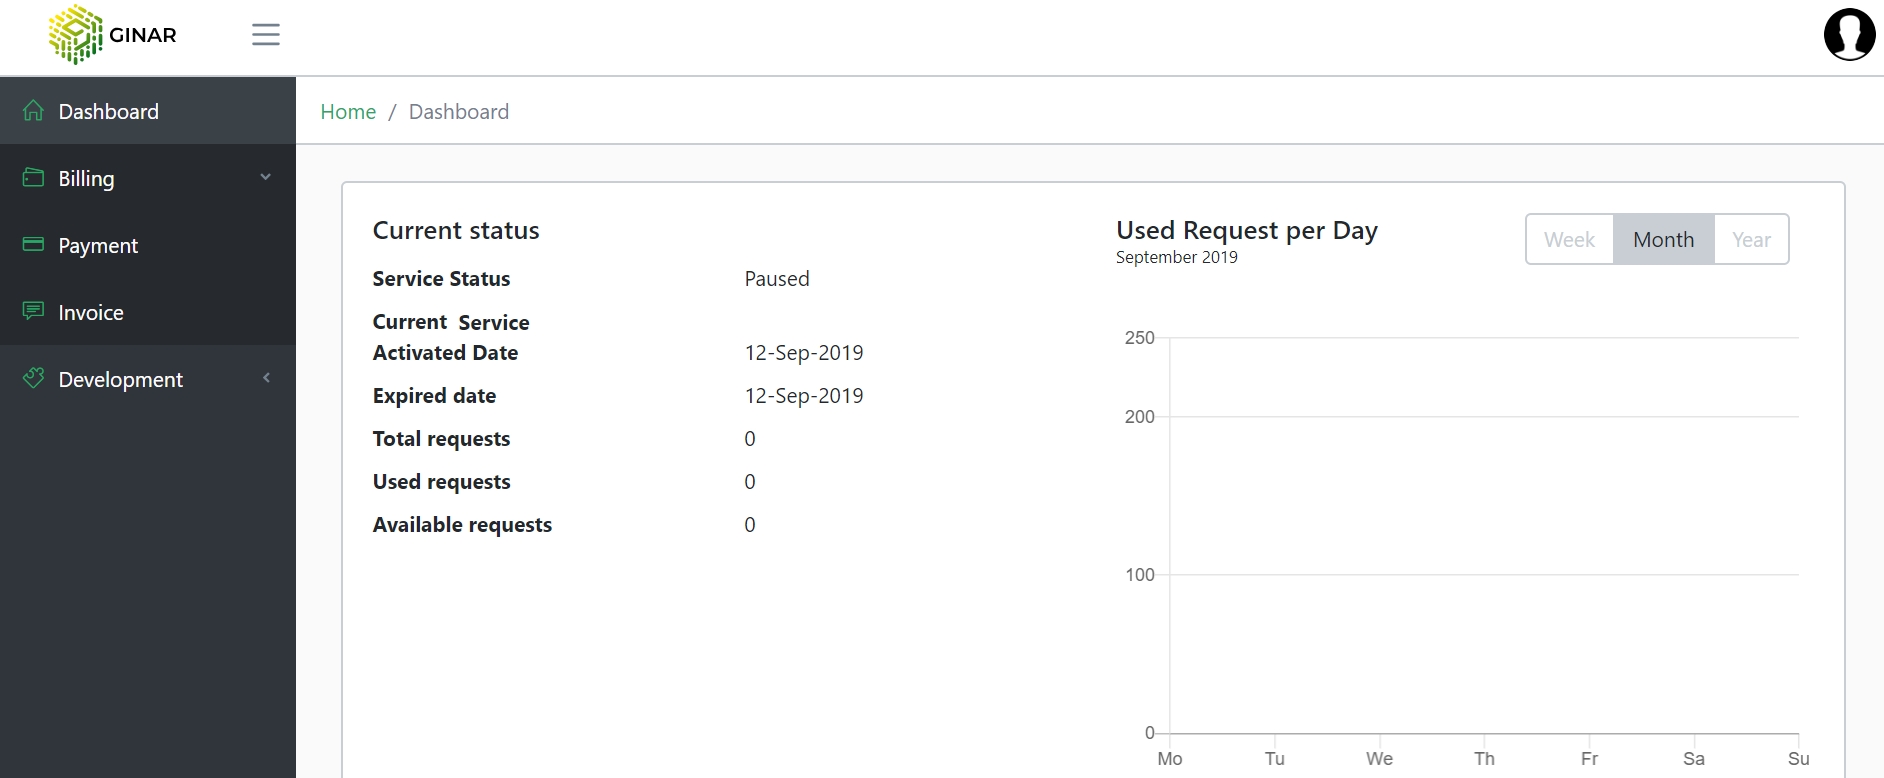 GINAR
Dashboard
Billing
Payment
Invoice
Development
Home / Dashboard
Current status
Service Status Paused
Current Service
Activated Date 12-Sep-2019
Expired date 12-Sep-2019
Total requests 0
Used requests 0
Available requests 0
Used Request per Day
September 2019
Week Month Year
250
200
100
0
Mo Tu We Th Fr Sa Su